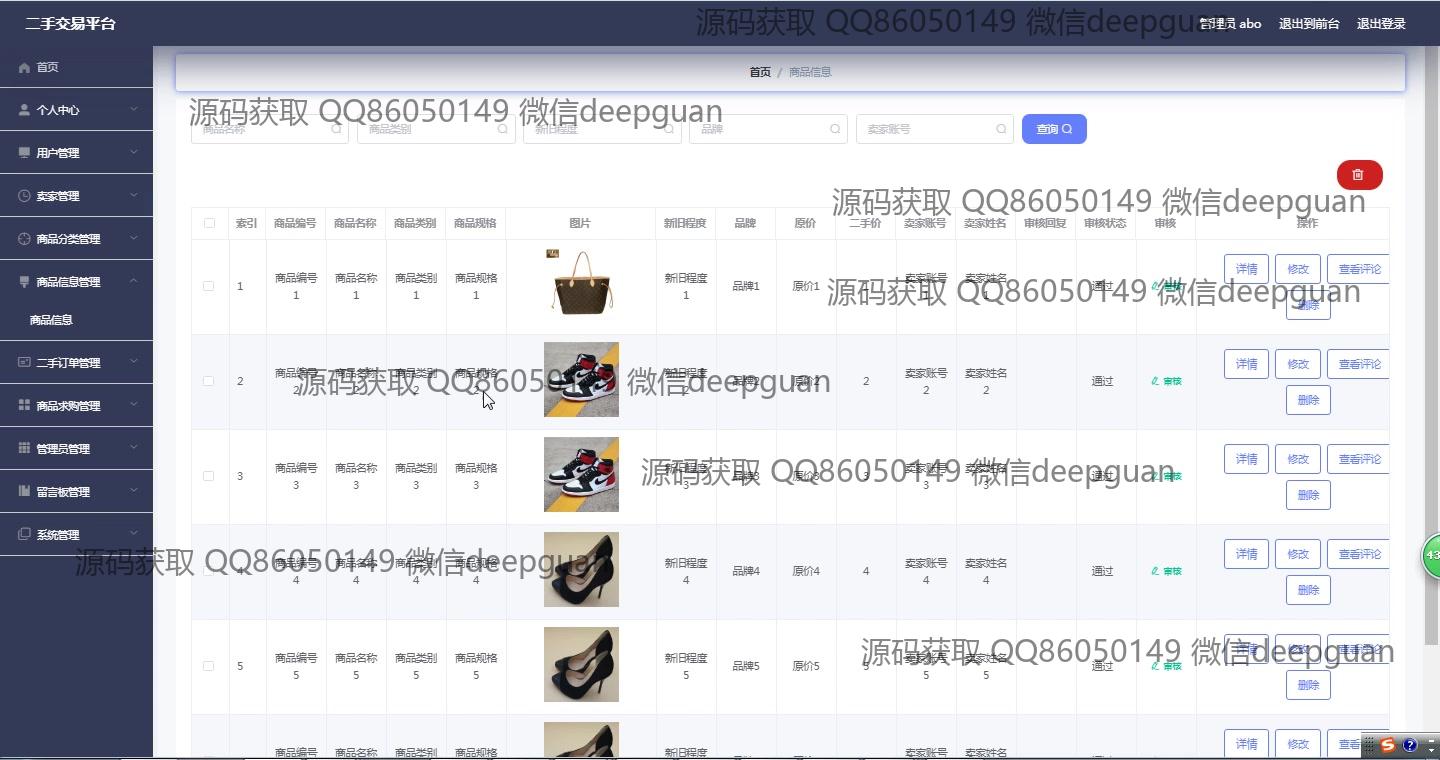 二手交易平台
源码获取 QQ86050149 微信deepguan
管理员 abo 退出到前台 退出登录
首页
个人中心
用户管理
卖家管理
商品分类管理
商品信息管理
商品信息
二手订单管理
商品求购管理
管理员管理
留言板管理
系统管理
首页 / 商品信息
源码获取 QQ86050149 微信deepguan
商品名称 商品类别 新旧程度 品牌 卖家账号 查询
源码获取 QQ86050149 微信deepguan
索引 商品编号 商品名称 商品类别 商品规格 图片 新旧程度 品牌 原价 二手价 卖家账号 卖家姓名 审核回复 审核状态 审核 操作
1 商品编号1 商品名称1 商品类别1 商品规格1 新旧程度1 品牌1 原价1 卖家账号 卖家姓名 通过 审核 详情 修改 查看评论 删除
源码获取 QQ86050149 微信deepguan
2 商品编号2 商品名称2 商品类别2 商品规格2 新旧程度2 品牌2 原价2 2 卖家账号2 卖家姓名2 通过 审核 详情 修改 查看评论 删除
源码获取 QQ86050149 微信deepguan
3 商品编号3 商品名称3 商品类别3 商品规格3 新旧程度3 品牌3 原价3 3 卖家账号3 卖家姓名3 通过 审核 详情 修改 查看评论 删除
源码获取 QQ86050149 微信deepguan
4 商品编号4 商品名称4 商品类别4 商品规格4 新旧程度4 品牌4 原价4 4 卖家账号4 卖家姓名4 通过 审核 详情 修改 查看评论 删除
源码获取 QQ86050149 微信deepguan
5 商品编号5 商品名称5 商品类别5 商品规格5 新旧程度5 品牌5 原价5 5 卖家账号5 卖家姓名5 通过 审核 详情 修改 查看评论 删除
源码获取 QQ86050149 微信deepguan
商品编号 商品名称 商品类别 商品规格 新旧程度 卖家账号 卖家姓名 详情 修改
43